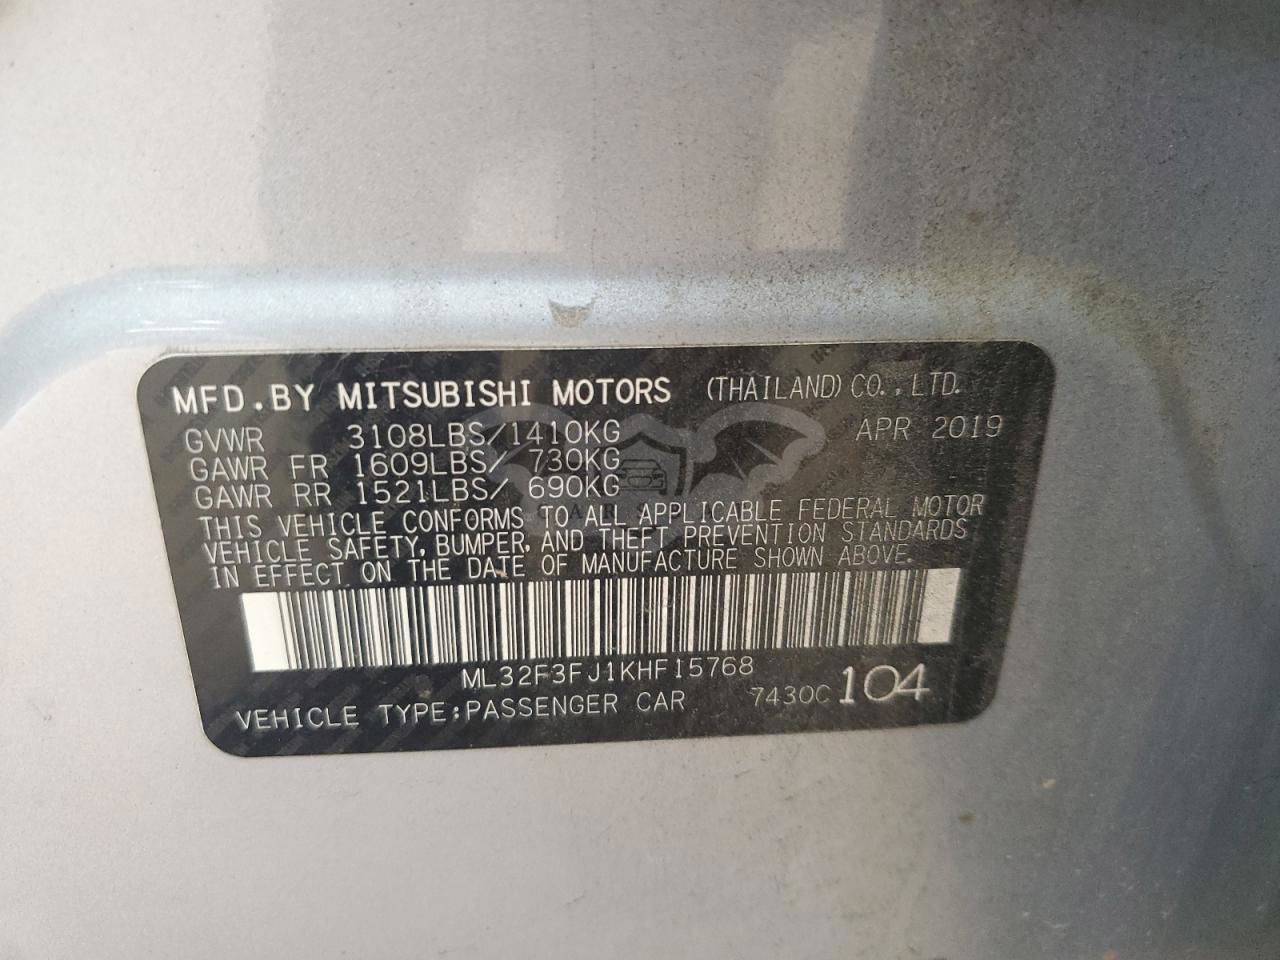 MFD.BY MITSUBISHI MOTORS (THAILAND) CO.,LTD.
GVWR 3108LBS/1410KG APR 2019
GAWR FR 1609LBS/ 730KG
GAWR RR 1521LBS/ 690KG
THIS VEHICLE CONFORMS TO ALL APPLICABLE FEDERAL MOTOR
VEHICLE SAFETY, BUMPER, AND THEFT PREVENTION STANDARDS
IN EFFECT ON THE DATE OF MANUFACTURE SHOWN ABOVE.
ML32F3FJ1KHF15768
VEHICLE TYPE:PASSENGER CAR 7430C 104